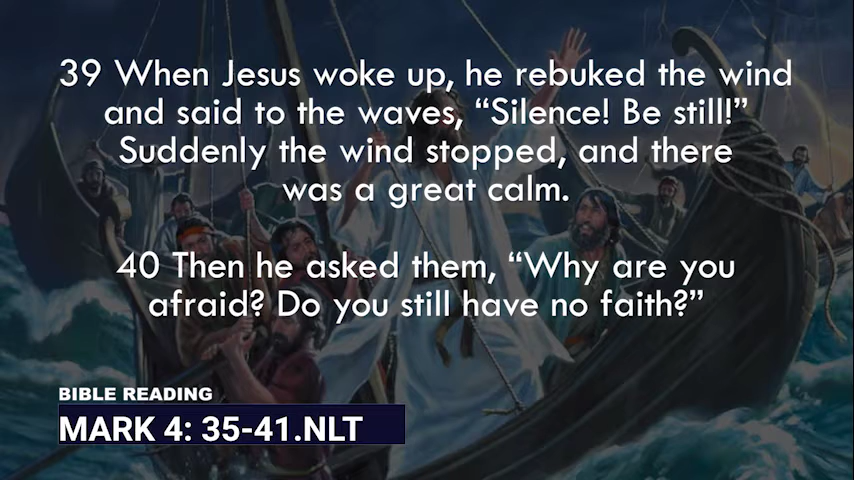 39 When Jesus woke up, he rebuked the wind
and said to the waves, “Silence! Be still!”
Suddenly the wind stopped, and there
was a great calm.
40 Then he asked them, “Why are you
afraid? Do you still have no faith?”
BIBLE READING
MARK 4: 35-41.NLT